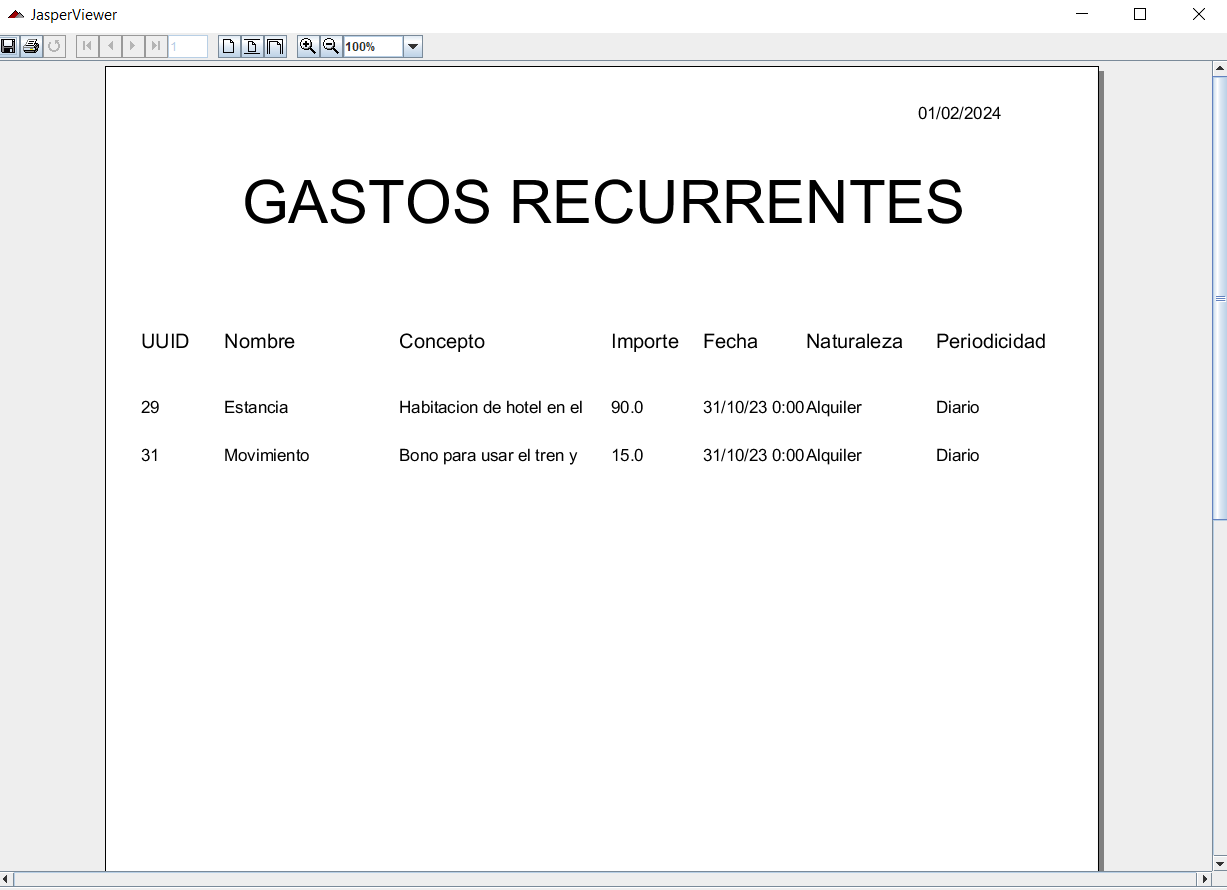 JasperViewer
1
100%
01/02/2024
GASTOS RECURRENTES
UUID Nombre Concepto Importe Fecha Naturaleza Periodicidad
29 Estancia Habitacion de hotel en el 90.0 31/10/23 0:00 Alquiler Diario
31 Movimiento Bono para usar el tren y 15.0 31/10/23 0:00 Alquiler Diario